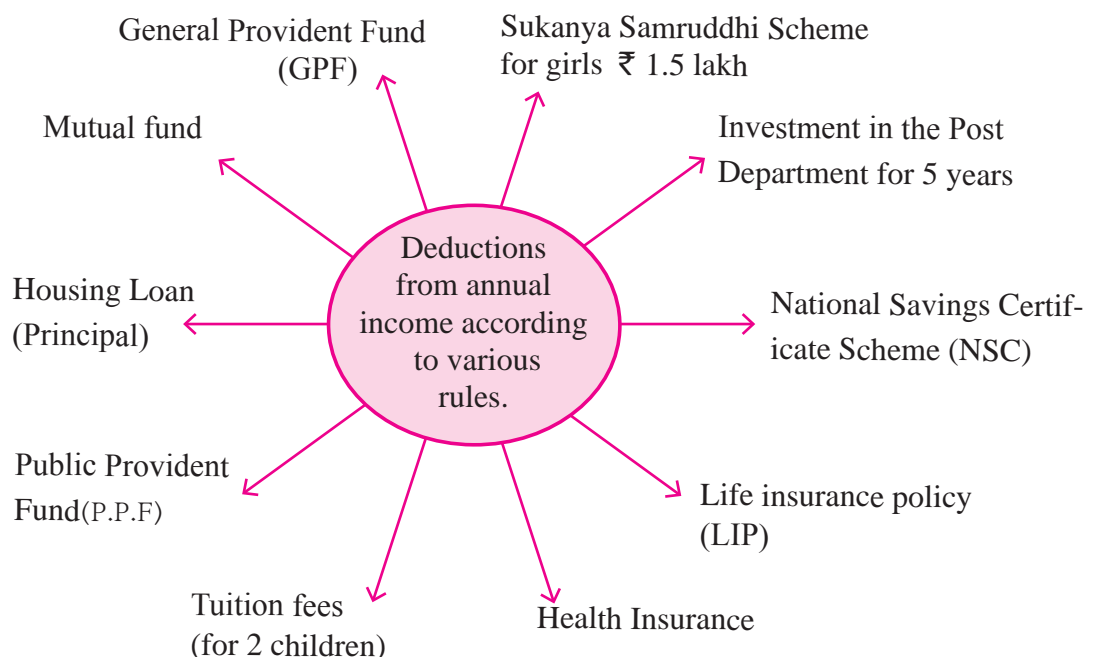 General Provident Fund
(GPF)
Sukanya Samruddhi Scheme
for girls ₹ 1.5 lakh
Mutual fund
Investment in the Post
Department for 5 years
Deductions
from annual
income according
to various
rules.
Housing Loan
(Principal)
National Savings Certif-
icate Scheme (NSC)
Public Provident
Fund(P.P.F)
Life insurance policy
(LIP)
Tuition fees
(for 2 children)
Health Insurance